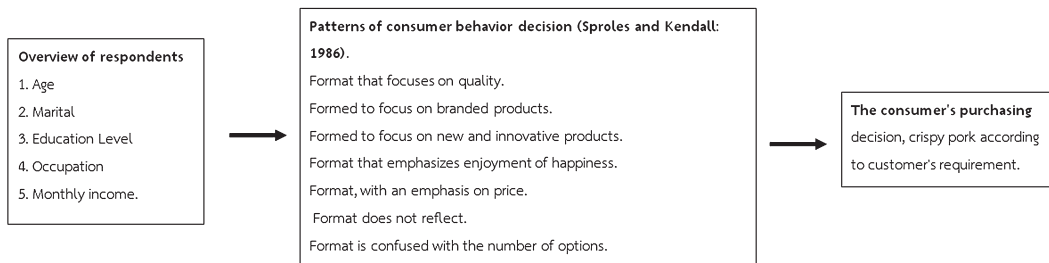 Overview of respondents
1. Age
2. Marital
3. Education Level
4. Occupation
5. Monthly income.
Patterns of consumer behavior decision (Sproles and Kendall:
1986).
Format that focuses on quality.
Formed to focus on branded products.
Formed to focus on new and innovative products.
Format that emphasizes enjoyment of happiness.
Format, with an emphasis on price.
Format does not reflect.
Format is confused with the number of options.
The consumer's purchasing
decision, crispy pork according
to customer's requirement.